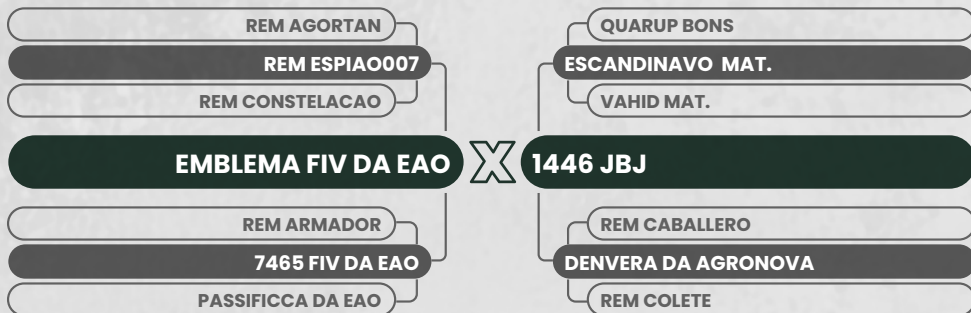 REM AGORTAN
REM ESPIAO007
REM CONSTELACAO
EMBLEMA FIV DA EAO
REM ARMADOR
7465 FIV DA EAO
PASSIFICCA DA EAO
X
QUARUP BONS
ESCANDINAVO MAT.
VAHID MAT.
1446 JBJ
REM CABALLERO
DENVERA DA AGRONOVA
REM COLETE